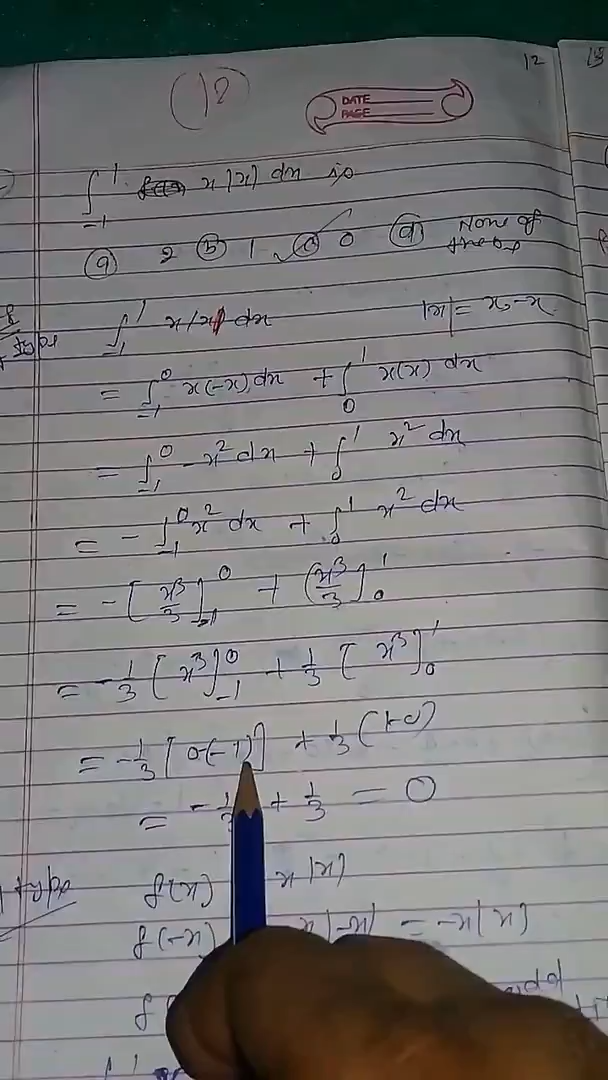 12
(12)
DATE
PAGE
∫₋₁¹ x|x| dx is
(a) 2 (b) 1 (c) 0 (d) None of these
∫₋₁¹ x|x| dx |x| = x, -x
= ∫₋₁⁰ x(-x) dx + ∫₀¹ x(x) dx
= ∫₋₁⁰ -x² dx + ∫₀¹ x² dx
= - ∫₋₁⁰ x² dx + ∫₀¹ x² dx
= - [x³/3]₋₁⁰ + [x³/3]₀¹
= -1/3 [x³]₋₁⁰ + 1/3 [x³]₀¹
= -1/3 [0-(-1)] + 1/3 (1-0)
= -1/3 + 1/3 = 0
type f(x) x|x|
f(-x) x|-x| = -x|x|